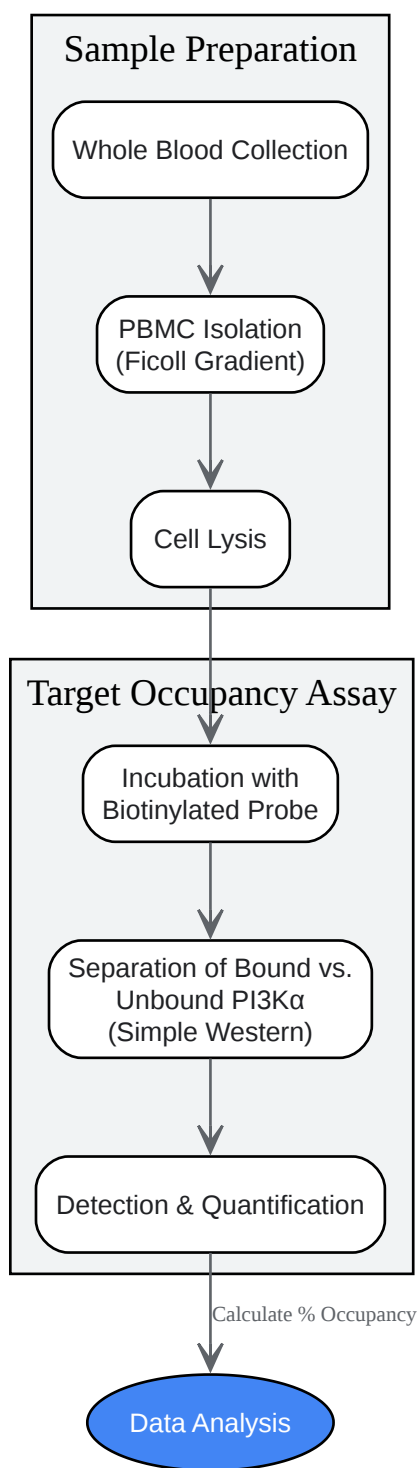 Sample Preparation
Whole Blood Collection
PBMC Isolation
(Ficoll Gradient)
Cell Lysis
Target Occupancy Assay
Incubation with
Biotinylated Probe
Separation of Bound vs.
Unbound PI3Kα
(Simple Western)
Detection & Quantification
Calculate % Occupancy
Data Analysis